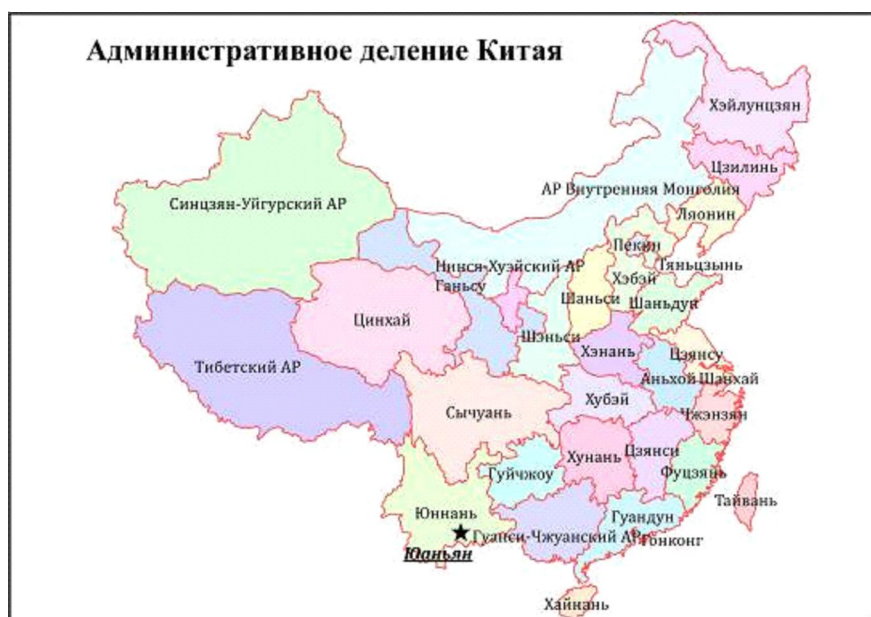 Административное деление Китая
Хэйлунцзян
Цзилинь
АР Внутренняя Монголия
Синцзян-Уйгурский АР
Ляонин
Пекин
Нинся-Хуэйский АР
Тяньцзынь
Ганьсу
Хэбэй
Шаньси
Шаньдун
Цинхай
Шэньси
Хэнань
Цзянсу
Тибетский АР
Аньхой
Шанхай
Хубэй
Чжэнзян
Сычуань
Цзянси
Хунань
Гуйчжоу
Фуцзянь
Тайвань
Юннань
Гуандун
Гуанси-Чжуанский АР
Гонконг
Юаньян
Хайнань